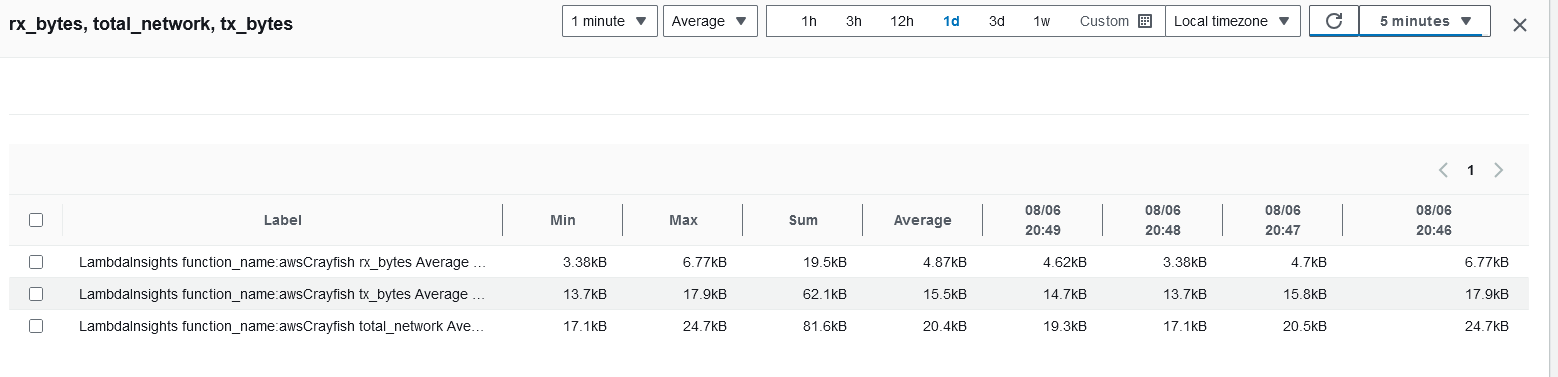 rx_bytes, total_network, tx_bytes
1 minute Average 1h 3h 12h 1d 3d 1w Custom Local timezone 5 minutes
1
Label Min Max Sum Average 08/06 20:49 08/06 20:48 08/06 20:47 08/06 20:46
LambdaInsights function_name:awsCrayfish rx_bytes Average ... 3.38kB 6.77kB 19.5kB 4.87kB 4.62kB 3.38kB 4.7kB 6.77kB
LambdaInsights function_name:awsCrayfish tx_bytes Average ... 13.7kB 17.9kB 62.1kB 15.5kB 14.7kB 13.7kB 15.8kB 17.9kB
LambdaInsights function_name:awsCrayfish total_network Ave... 17.1kB 24.7kB 81.6kB 20.4kB 19.3kB 17.1kB 20.5kB 24.7kB